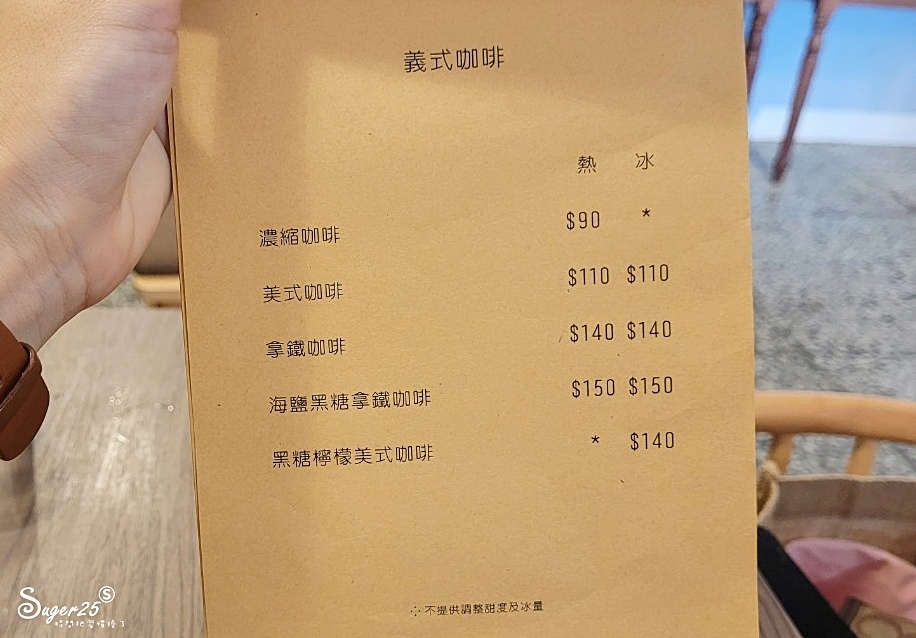 義式咖啡
熱 冰
濃縮咖啡 $90 *
美式咖啡 $110 $110
拿鐵咖啡 $140 $140
海鹽黑糖拿鐵咖啡 $150 $150
黑糖檸檬美式咖啡 * $140
不提供調整甜度及冰量
Suger25 S